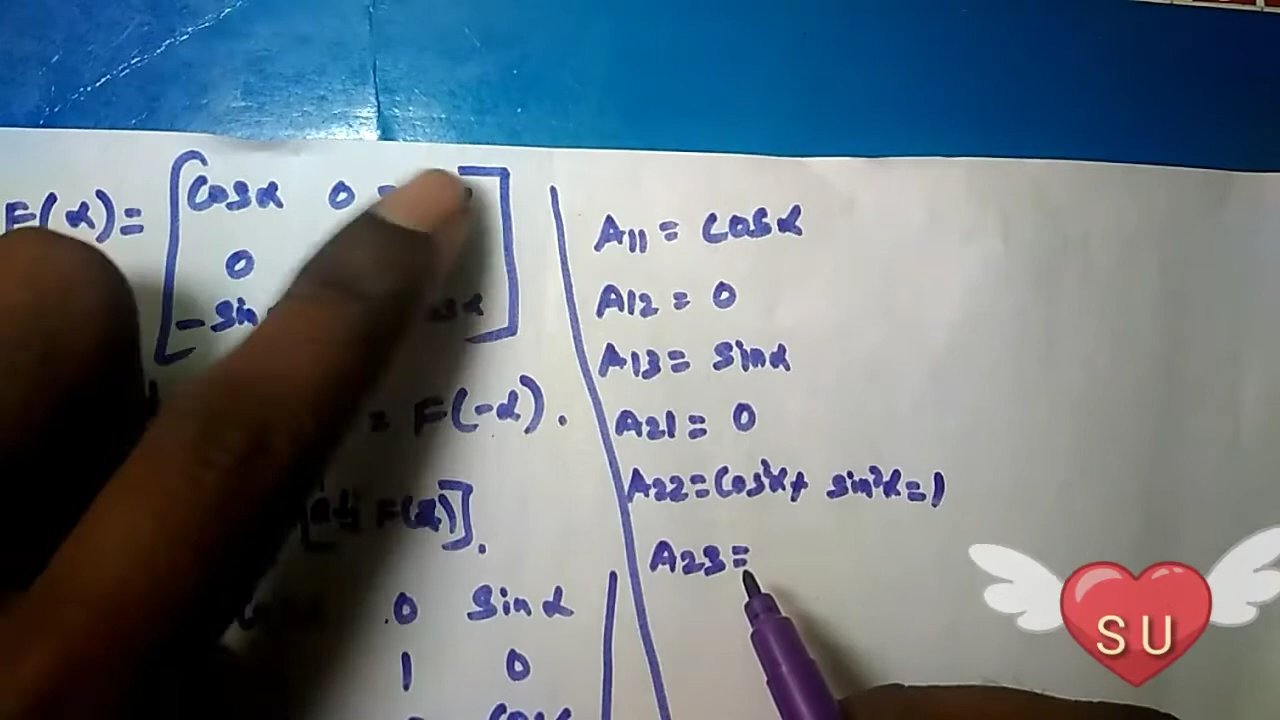 F(α) = [cosα 0
0
-sin
= F(-α).
[adj F(α)].
0 sinα
1 0
cosα
A11 = cosα
A12 = 0
A13 = sinα
A21 = 0
A22 = cos²α + sin²α = 1
A23 =
SU